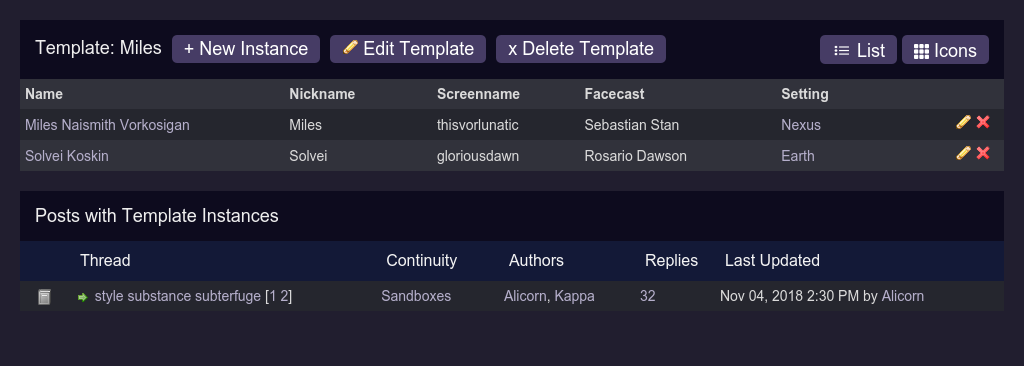 Template: Miles + New Instance Edit Template x Delete Template List Icons
Name Nickname Screenname Facecast Setting
Miles Naismith Vorkosigan Miles thisvorlunatic Sebastian Stan Nexus
Solvei Koskin Solvei gloriousdawn Rosario Dawson Earth
Posts with Template Instances
Thread Continuity Authors Replies Last Updated
style substance subterfuge [1 2] Sandboxes Alicorn, Kappa 32 Nov 04, 2018 2:30 PM by Alicorn